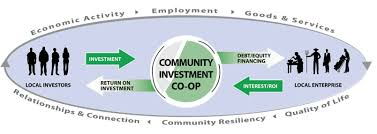 Economic Activity
Employment
Goods & Services
INVESTMENT
COMMUNITY
INVESTMENT
CO-OP
DEBT/EQUITY
FINANCING
LOCAL INVESTORS
RETURN ON
INVESTMENT
INTEREST/ROI
LOCAL ENTERPRISE
Relationships & Connection
Community Resiliency
Quality of Life